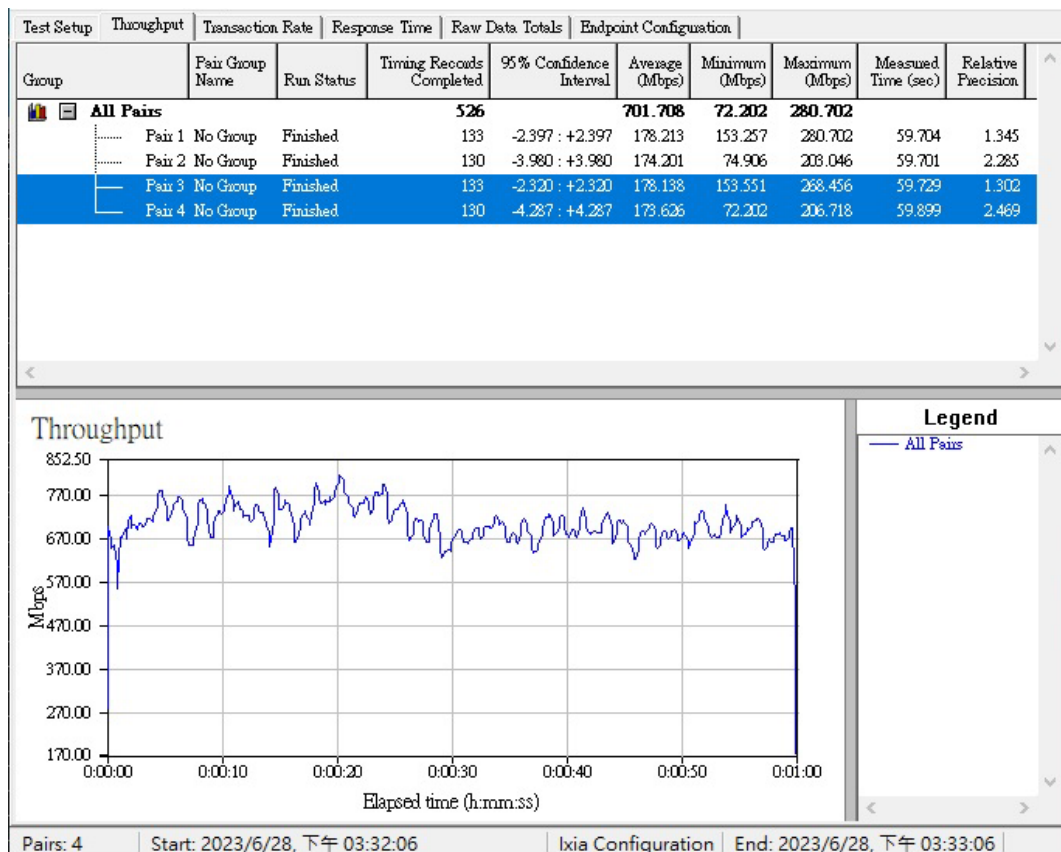 Test Setup Throughput Transaction Rate Response Time Raw Data Totals Endpoint Configuration
Group Pair Group Name Run Status Timing Records Completed 95% Confidence Interval Average (Mbps) Minimum (Mbps) Maximum (Mbps) Measured Time (sec) Relative Precision
All Pairs 526 701.708 72.202 280.702
Pair 1 No Group Finished 133 -2.397 : +2.397 178.213 153.257 280.702 59.704 1.345
Pair 2 No Group Finished 130 -3.980 : +3.980 174.201 74.906 203.046 59.701 2.285
Pair 3 No Group Finished 133 -2.320 : +2.320 178.138 153.551 268.456 59.729 1.302
Pair 4 No Group Finished 130 -4.287 : +4.287 173.626 72.202 206.718 59.899 2.469
Throughput
852.50
770.00
670.00
570.00
470.00
370.00
270.00
170.00
Mbps
0:00:00 0:00:10 0:00:20 0:00:30 0:00:40 0:00:50 0:01:00
Elapsed time (h:mm:ss)
Legend
All Pairs
Pairs: 4 Start: 2023/6/28, 下午 03:32:06 Ixia Configuration End: 2023/6/28, 下午 03:33:06